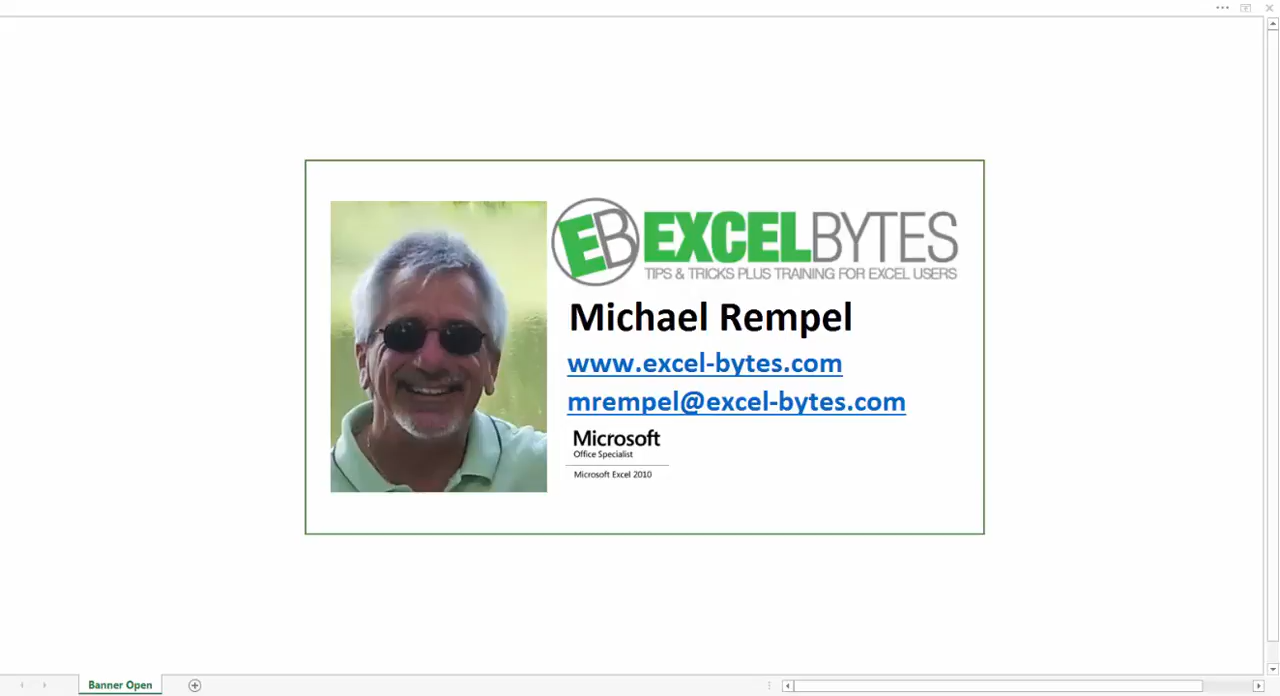 EB EXCELBYTES
TIPS & TRICKS PLUS TRAINING FOR EXCEL USERS
Michael Rempel
www.excel-bytes.com
mrempel@excel-bytes.com
Microsoft
Office Specialist
Microsoft Excel 2010
Banner Open